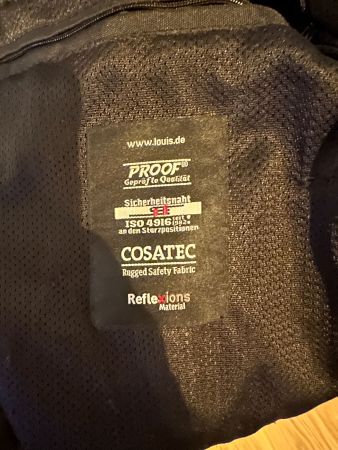 www.louis.de
PROOF®
Geprüfte Qualität
Sicherheitsnaht
ISO 4916
an den Sturzpositionen
COSATEC
Rugged Safety Fabric
Reflexions
Material